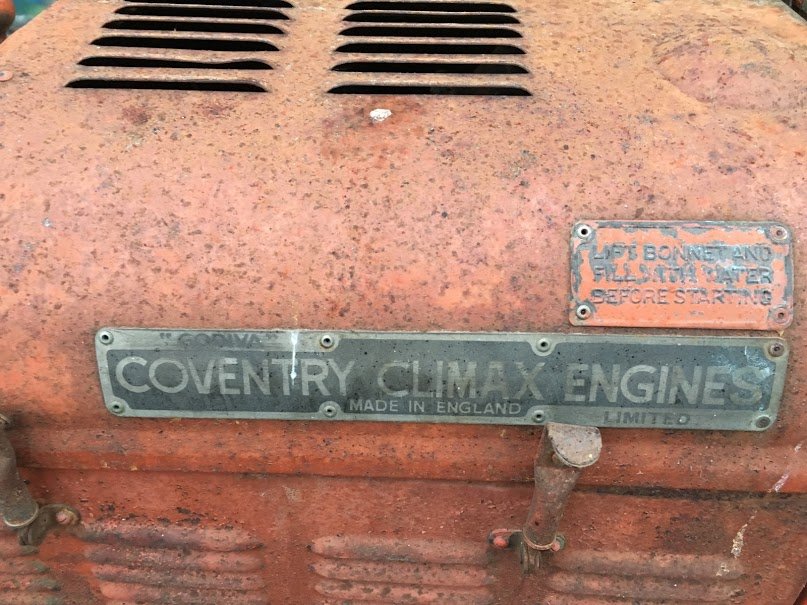 LIFT BONNET AND
FILL WITH WATER
BEFORE STARTING
"GODIVA"
COVENTRY CLIMAX ENGINES
MADE IN ENGLAND
LIMITED